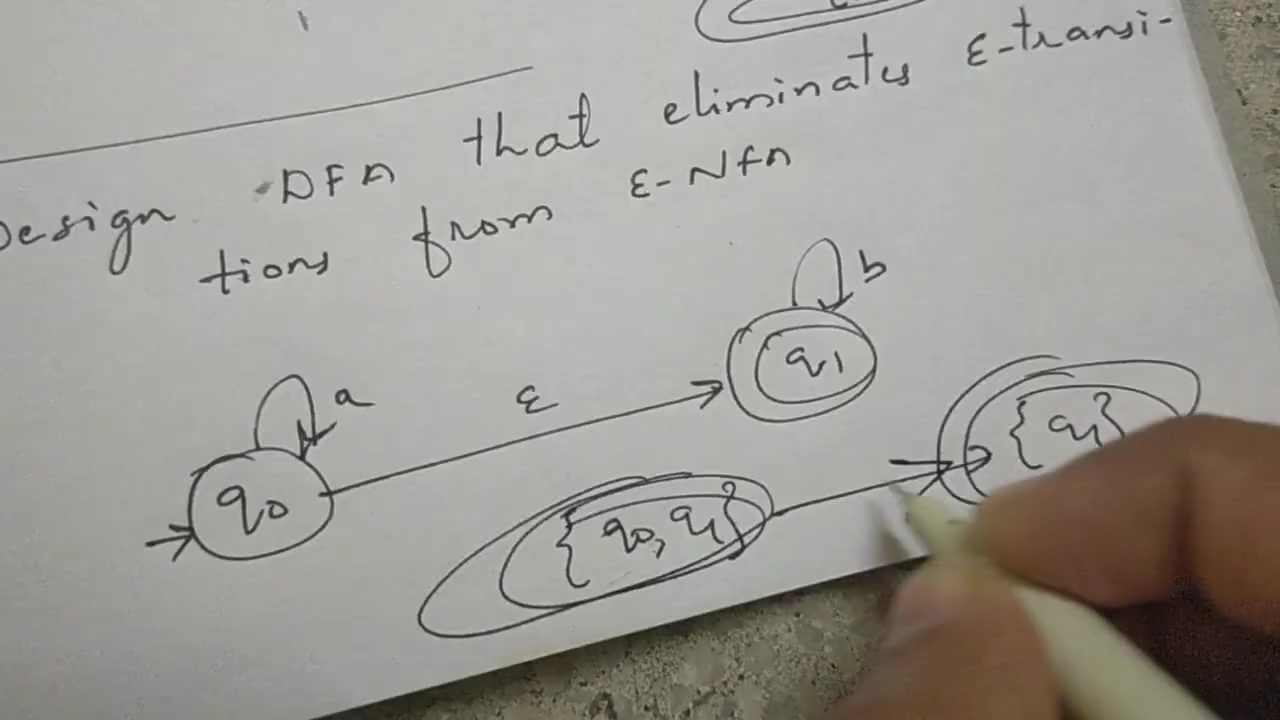 Design DFA that eliminates ε-transi-
tions from ε-NFA
b
q1
a
ε
{q1}
q0
{q0, q1}